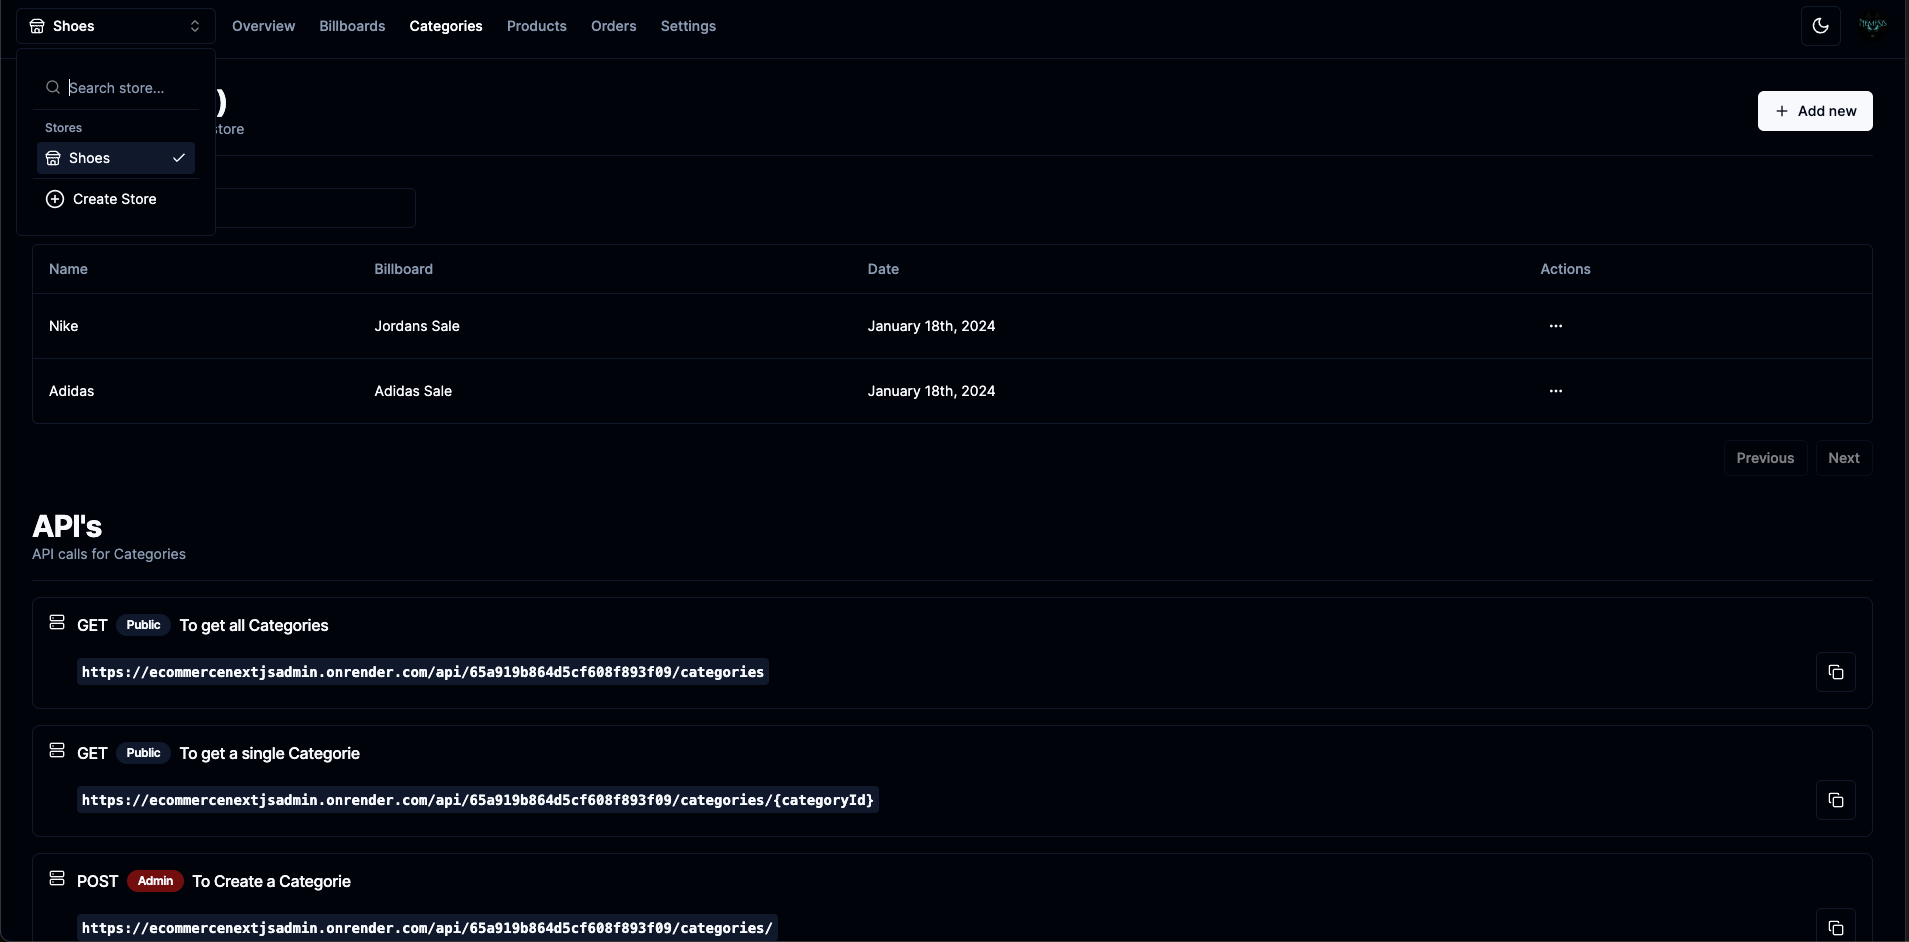 Shoes Overview Billboards Categories Products Orders Settings
Search store...
)
Add new
Stores
store
Shoes
Create Store
Name Billboard Date Actions
Nike Jordans Sale January 18th, 2024 ...
Adidas Adidas Sale January 18th, 2024 ...
Previous Next
API's
API calls for Categories
GET Public To get all Categories
https://ecommercenextjsadmin.onrender.com/api/65a919b864d5cf608f893f09/categories
GET Public To get a single Categorie
https://ecommercenextjsadmin.onrender.com/api/65a919b864d5cf608f893f09/categories/{categoryId}
POST Admin To Create a Categorie
https://ecommercenextjsadmin.onrender.com/api/65a919b864d5cf608f893f09/categories/